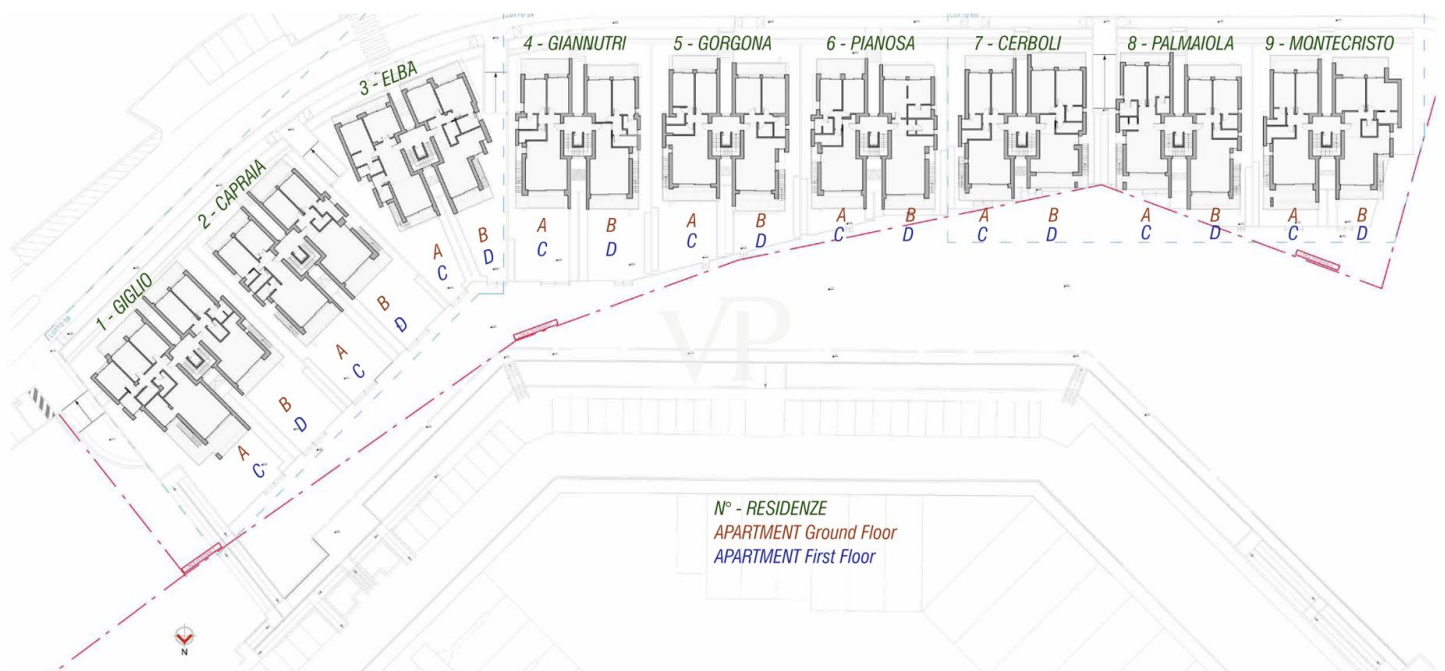 4 - GIANNUTRI
5 - GORGONA
6 - PIANOSA
7 - CERBOLI
8 - PALMAIOLA
9 - MONTECRISTO
3 - ELBA
2 - CAPRAIA
1 - GIGLIO
A B
C D
A B
C D
A B
C D
A B
C D
A B
C D
A B
C D
A B
C D
A B
C D
A B
C D
VP
N° - RESIDENZE
APARTMENT Ground Floor
APARTMENT First Floor
N